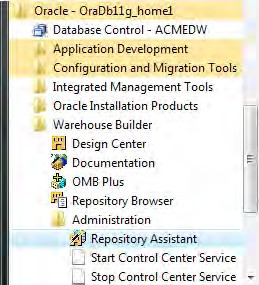 Oracle - OraDb11g_home1
Database Control - ACMEDW
Application Development
Configuration and Migration Tools
Integrated Management Tools
Oracle Installation Products
Warehouse Builder
Design Center
Documentation
OMB Plus
Repository Browser
Administration
Repository Assistant
Start Control Center Service
Stop Control Center Service